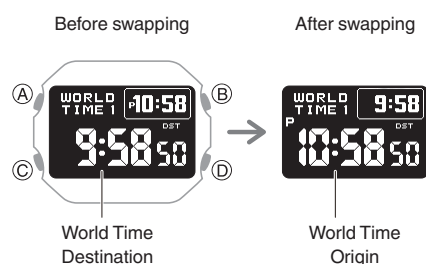 Before swapping
After swapping
A
B
C
D
WORLD
TIME 1
P 10:58
DST
9:58 50
WORLD
TIME 1
9:58
P
DST
10:58 50
World Time
Destination
World Time
Origin